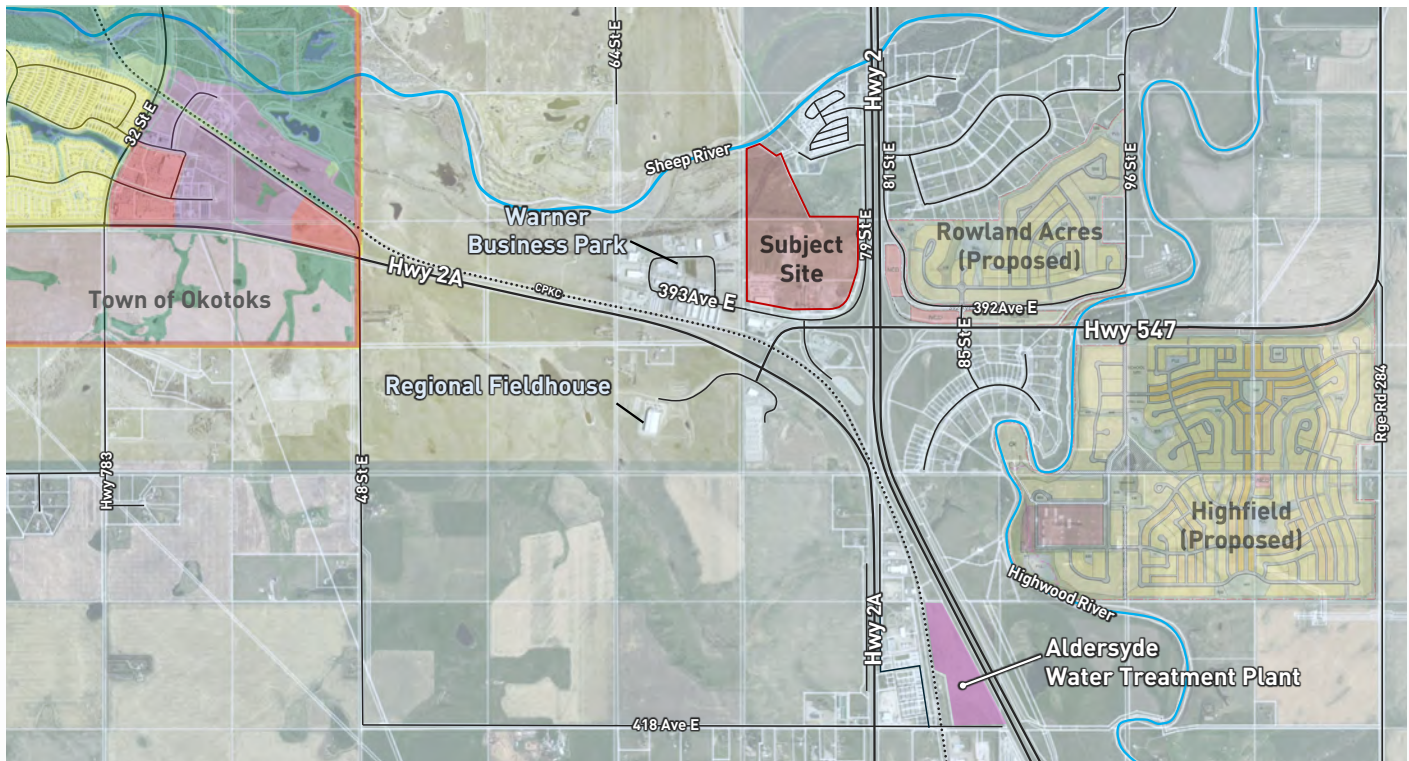 64 St E
Hwy 2
32 St E
Sheep River
81 St E
96 St E
Warner
Business Park
Subject
Site
79 St E
Rowland Acres
(Proposed)
Hwy 2A
CPKC
393Ave E
Town of Okotoks
392Ave E
Hwy 547
85 St E
Regional Fieldhouse
Rge Rd 284
Hwy 783
48 St E
Highfield
(Proposed)
Highwood River
Hwy 2A
Aldersyde
Water Treatment Plant
418 Ave E